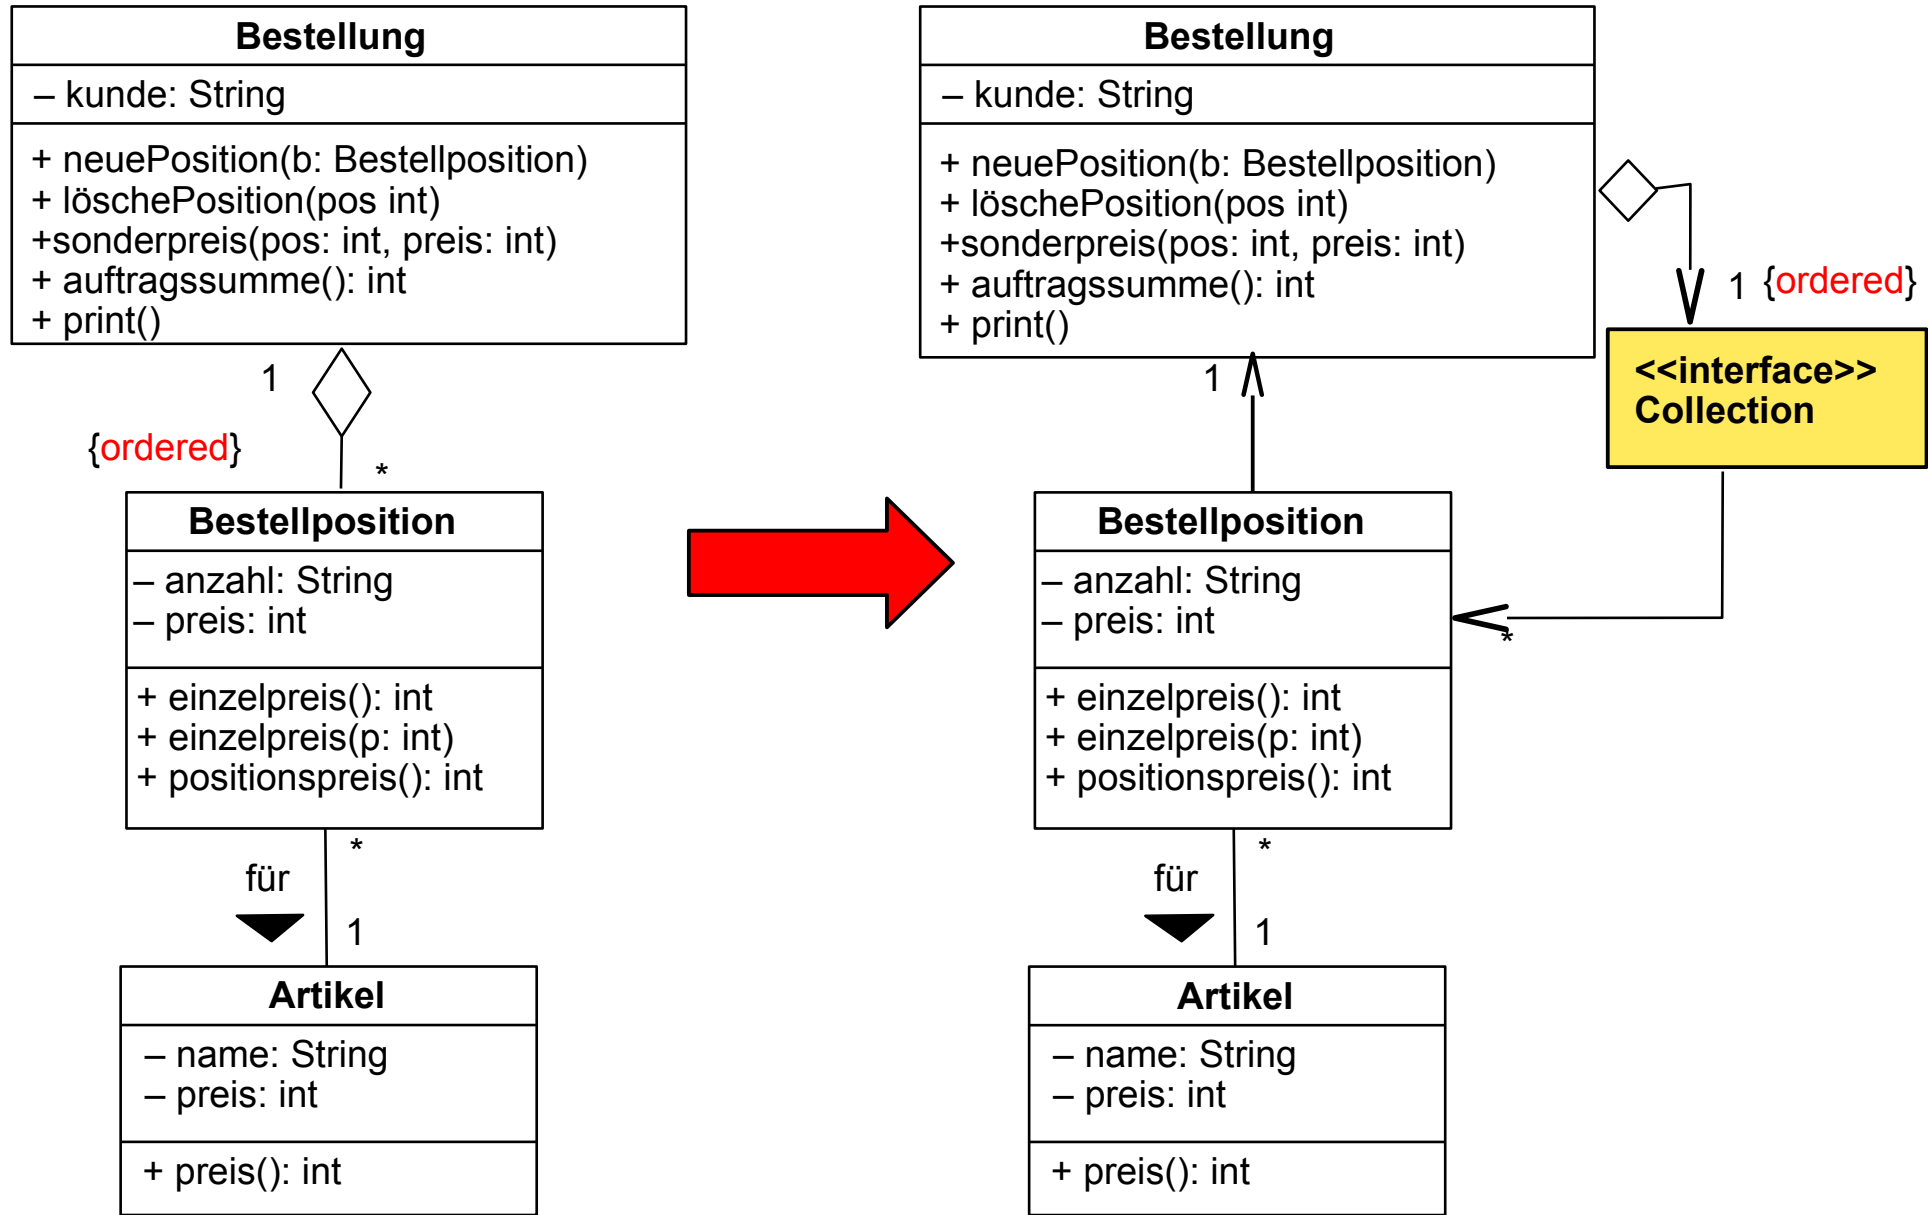 Bestellung
– kunde: String
+ neuePosition(b: Bestellposition)
+ löschePosition(pos int)
+sonderpreis(pos: int, preis: int)
+ auftragssumme(): int
+ print()
1
{ordered}
*
Bestellposition
– anzahl: String
– preis: int
+ einzelpreis(): int
+ einzelpreis(p: int)
+ positionspreis(): int
*
für
1
Artikel
– name: String
– preis: int
+ preis(): int
Bestellung
– kunde: String
+ neuePosition(b: Bestellposition)
+ löschePosition(pos int)
+sonderpreis(pos: int, preis: int)
+ auftragssumme(): int
+ print()
1 {ordered}
<<interface>>
Collection
1
Bestellposition
– anzahl: String
– preis: int
*
+ einzelpreis(): int
+ einzelpreis(p: int)
+ positionspreis(): int
*
für
1
Artikel
– name: String
– preis: int
+ preis(): int